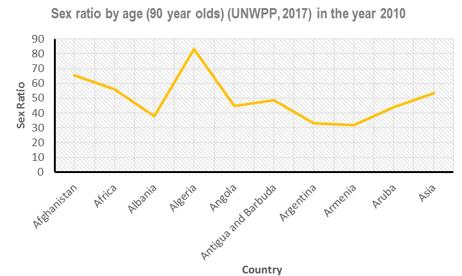 Sex ratio by age (90 year olds) (UNWPP, 2017) in the year 2010
90
80
70
60
50
40
30
20
10
0
Sex Ratio
Afghanistan
Africa
Albania
Algeria
Angola
Antigua and Barbuda
Argentina
Armenia
Aruba
Asia
Country